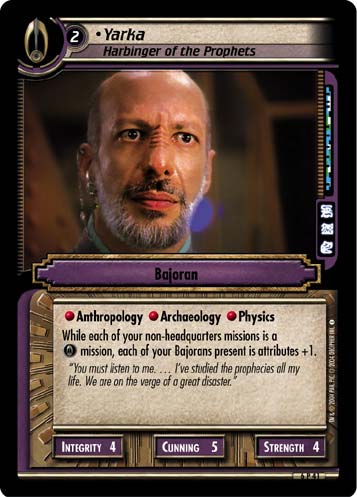 2
• Yarka
Harbinger of the Prophets
Bajoran
• Anthropology • Archaeology • Physics
While each of your non-headquarters missions is a
mission, each of your Bajorans present is attributes +1.
"You must listen to me. . . . I've studied the prophecies all my
life. We are on the verge of a great disaster."
INTEGRITY 4 CUNNING 5 STRENGTH 4
6 R 41